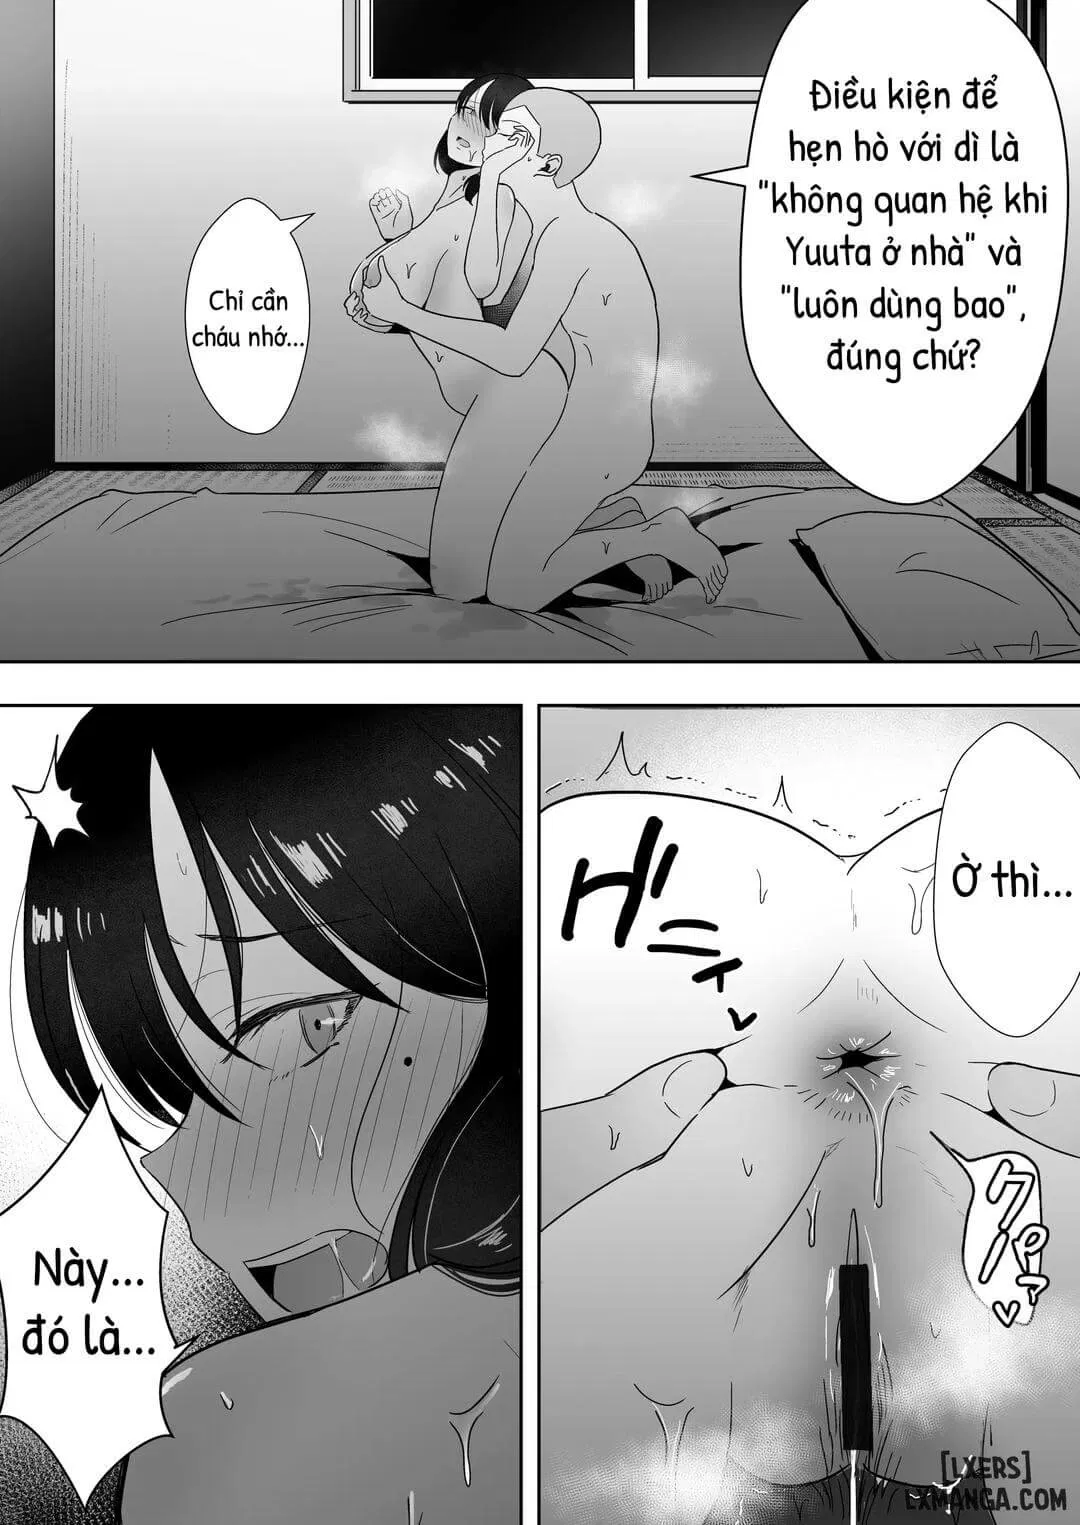 Điều kiện để
hẹn hò với dì là
"không quan hệ khi
Yuuta ở nhà" và
"luôn dùng bao",
đúng chứ?
Chỉ cần
cháu nhớ...
Ờ thì...
Này...
đó là...
[LXERS]
LXMANGA.COM